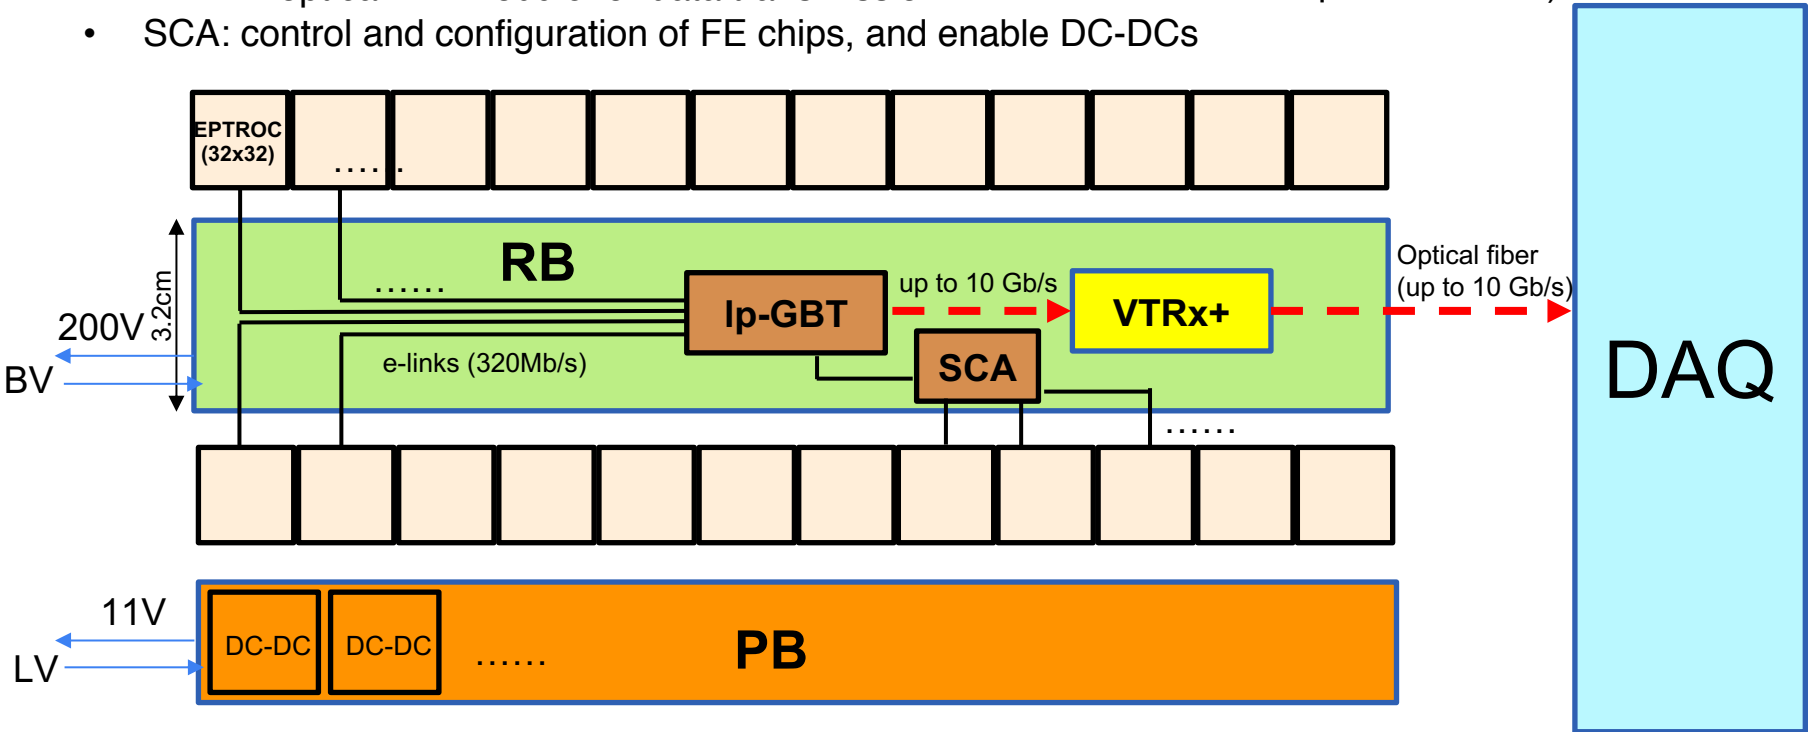 • SCA: control and configuration of FE chips, and enable DC-DCs
EPTROC
(32x32)
......
RB
3.2cm
......
lp-GBT
up to 10 Gb/s
VTRx+
Optical fiber
(up to 10 Gb/s)
200V
BV
e-links (320Mb/s)
SCA
DAQ
......
11V
LV
DC-DC
DC-DC
......
PB